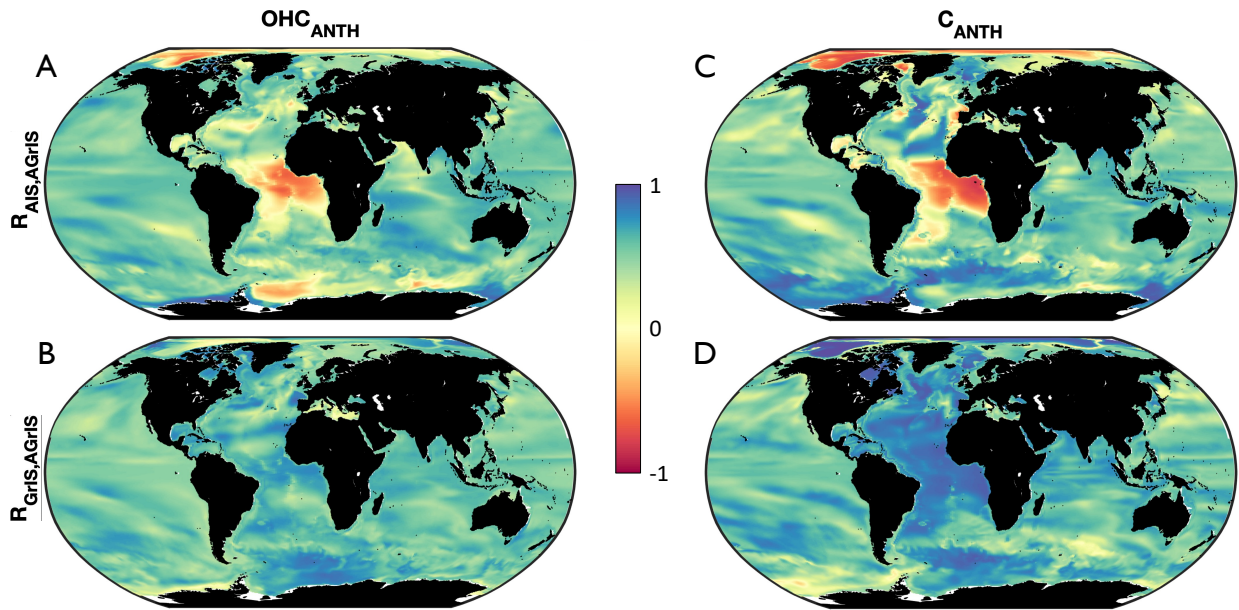 OHC_ANTH
C_ANTH
A
C
R_AIS,AGrIS
1
0
-1
B
D
R_GrIS,AGrIS